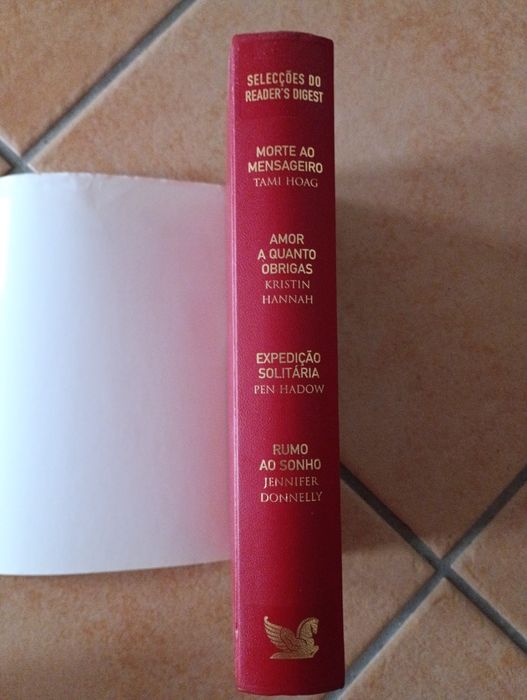 SELECÇÕES DO
READER'S DIGEST
MORTE AO
MENSAGEIRO
TAMI HOAG
AMOR
A QUANTO
OBRIGAS
KRISTIN
HANNAH
EXPEDIÇÃO
SOLITÁRIA
PEN HADOW
RUMO
AO SONHO
JENNIFER
DONNELLY